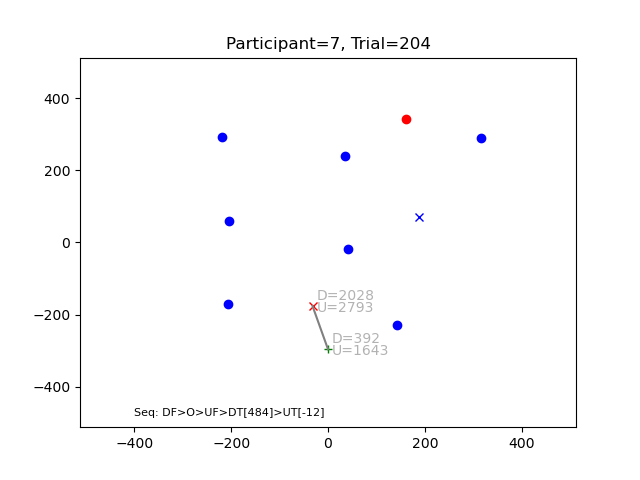 Participant=7, Trial=204
400
200
0
−200
−400
D=2028
U=2793
D=392
U=1643
Seq: DF>O>UF>DT[484]>UT[-12]
−400 −200 0 200 400